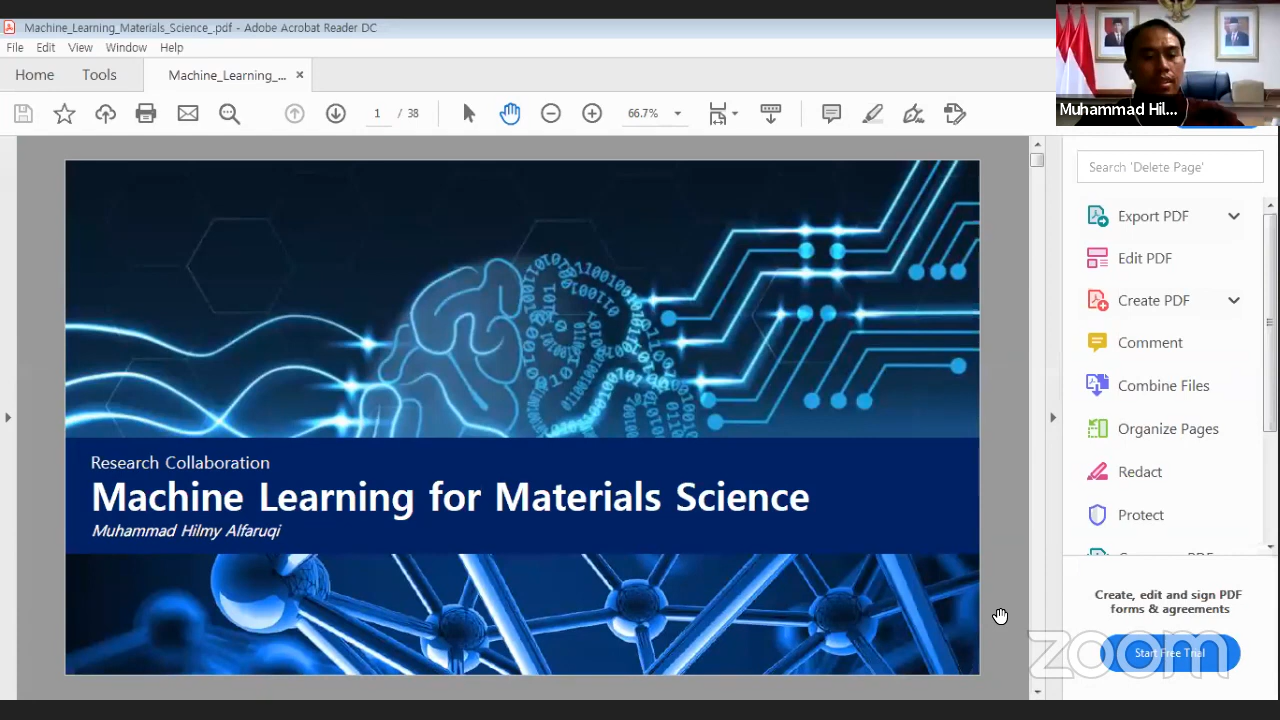 Machine_Learning_Materials_Science_.pdf - Adobe Acrobat Reader DC
File Edit View Window Help
Home Tools Machine_Learning_... ×
1 / 38 66.7%
Muhammad Hil...
Search 'Delete Page'
Export PDF
Edit PDF
Create PDF
Comment
Combine Files
Organize Pages
Redact
Protect
Research Collaboration
Machine Learning for Materials Science
Muhammad Hilmy Alfaruqi
Create, edit and sign PDF
forms & agreements
Start Free Trial
zoom